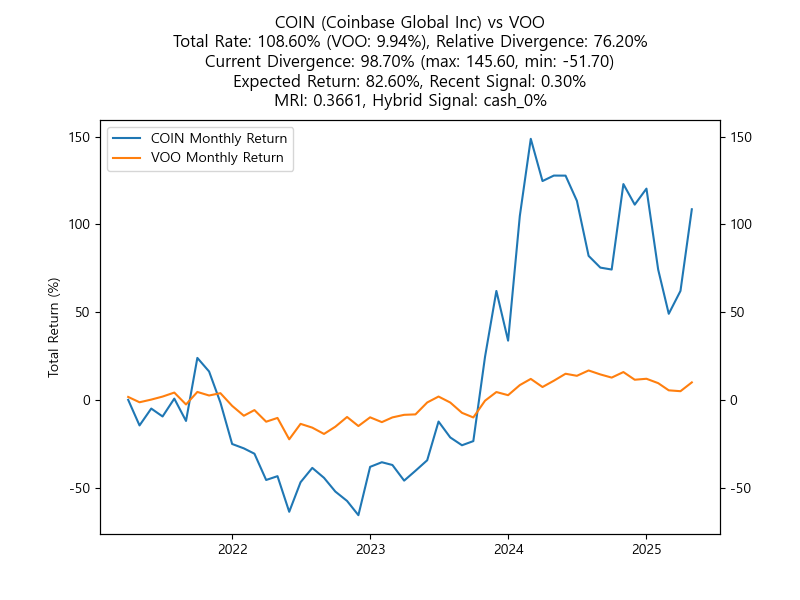 COIN (Coinbase Global Inc) vs VOO
Total Rate: 108.60% (VOO: 9.94%), Relative Divergence: 76.20%
Current Divergence: 98.70% (max: 145.60, min: -51.70)
Expected Return: 82.60%, Recent Signal: 0.30%
MRI: 0.3661, Hybrid Signal: cash_0%
COIN Monthly Return
VOO Monthly Return
Total Return (%)
150
100
50
0
-50
150
100
50
0
-50
2022
2023
2024
2025